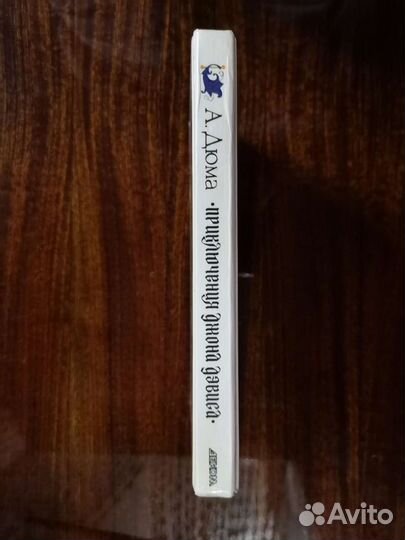 А. Дюма
•приключения джона дэвиса•
Avito